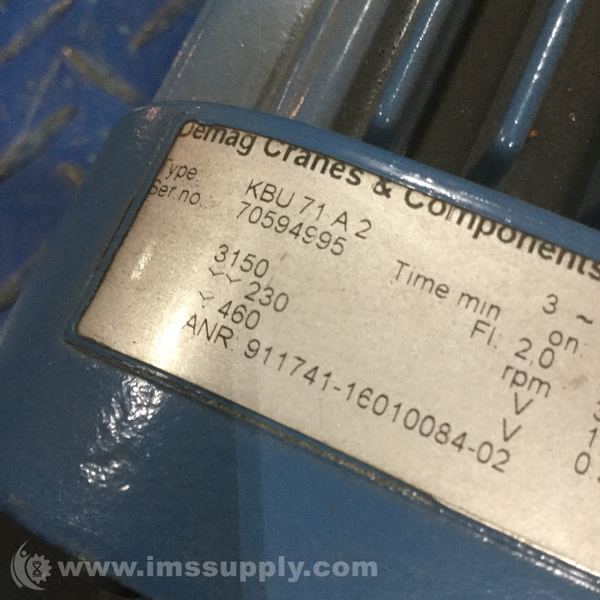 Demag Cranes & Components
Type: KBU 71 A 2 3 ~
Ser.no.: 70594995 Time min on:
FI: 2,0
3150 rpm
YY 230 V
Y 460 V
ANR: 911741-16010084-02
www.imssupply.com